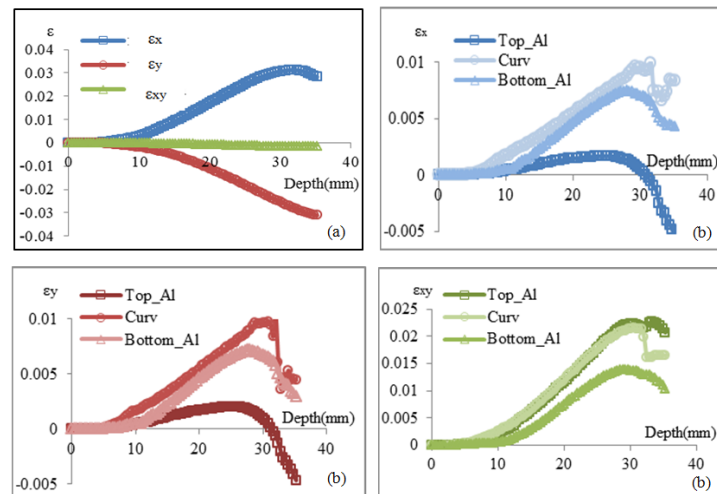 ε
0.04
0.03
0.02
0.01
0
-0.01
-0.02
-0.03
-0.04
εx
εy
εxy
0 10 20 30 40
Depth(mm)
(a)
εx
0.01
0.005
0
-0.005
Top_Al
Curv
Bottom_Al
0 10 20 30 40
Depth(mm)
(b)
εy
0.01
0.005
0
-0.005
Top_Al
Curv
Bottom_Al
0 10 20 30 40
Depth(mm)
(b)
εxy
0.025
0.02
0.015
0.01
0.005
0
Top_Al
Curv
Bottom_Al
0 10 20 30 40
Depth(mm)
(b)